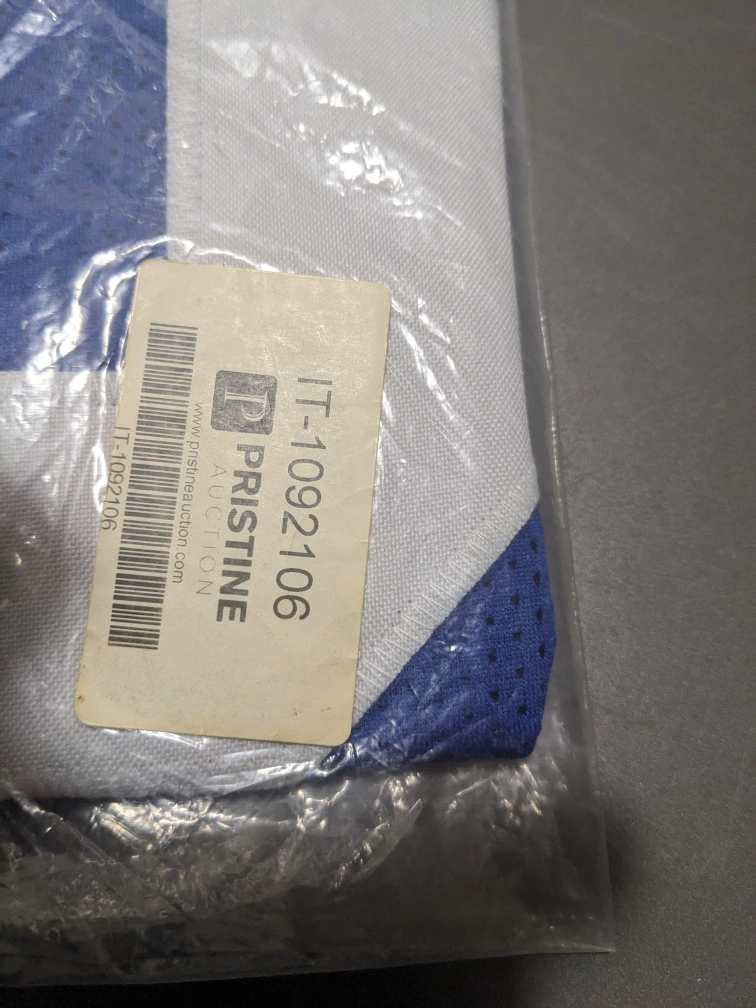 IT-1092106
P
PRISTINE
AUCTION
www.pristineauction.com
IT-1092106